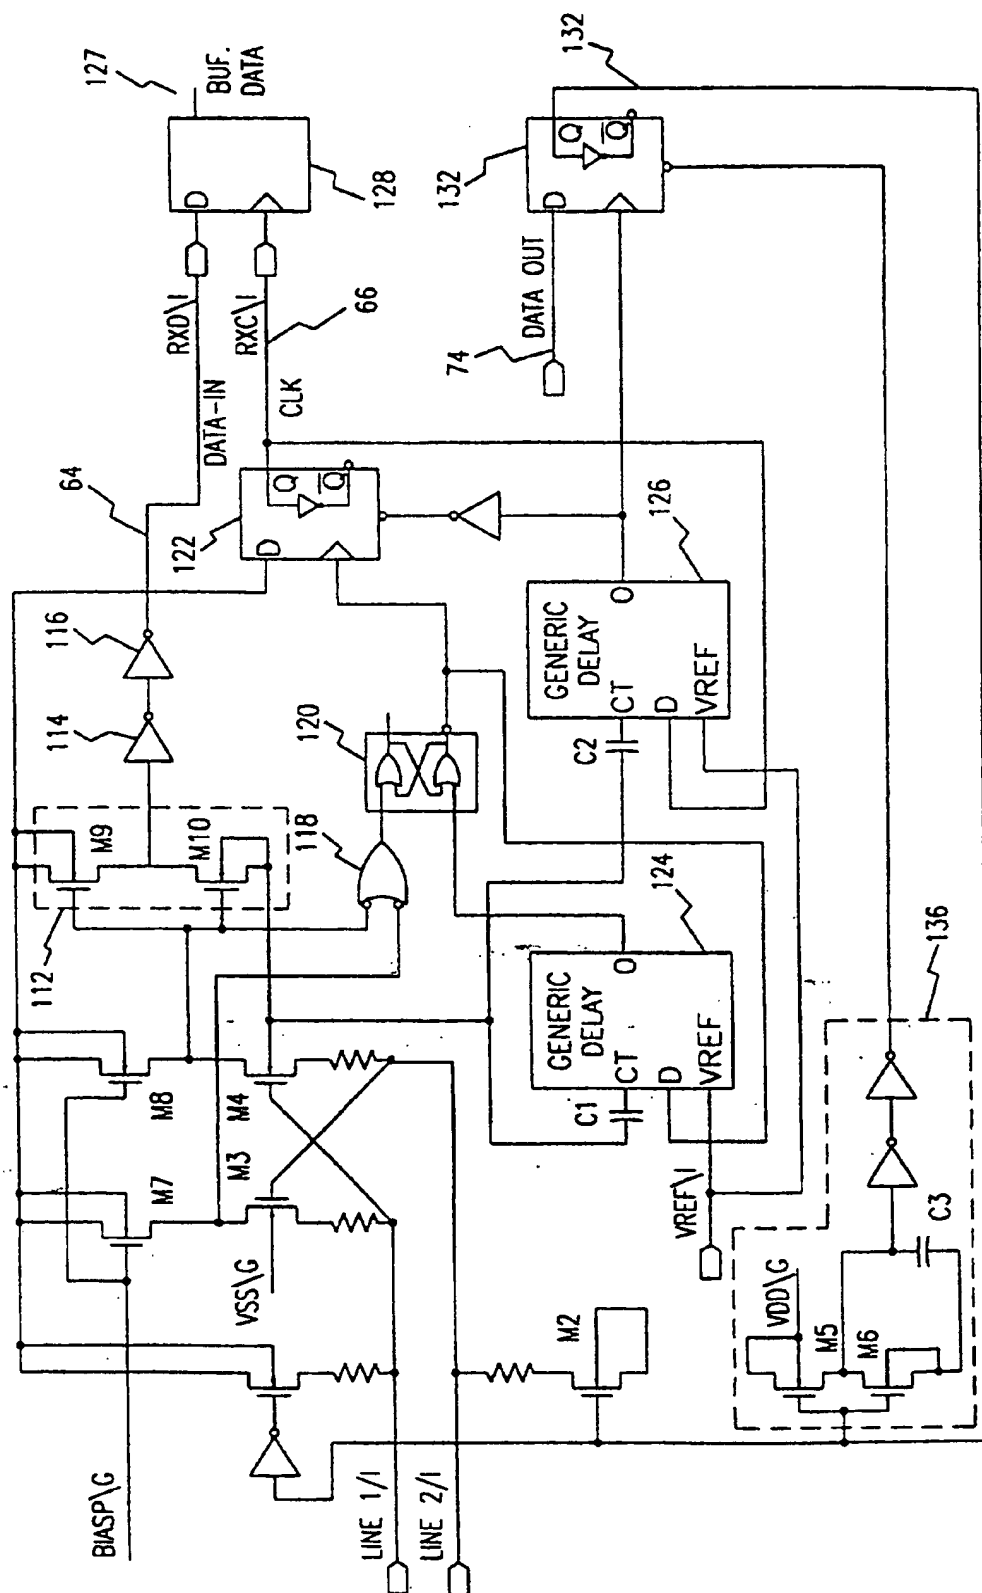 BIASP\G
LINE 1/I
LINE 2/I
M7
M8
VSS\G
M3
M4
M2
112
M9
M10
114
116
64
DATA-IN
RXD\I
127
BUF.
DATA
D
128
RXC\I
66
CLK
118
120
122
D
Q
Q
VREF\I
C1
GENERIC
DELAY
CT
D
VREF
O
124
C2
GENERIC
DELAY
CT
D
VREF
O
126
74
DATA OUT
132
D
Q
Q
132
VDD\G
M5
M6
C3
136